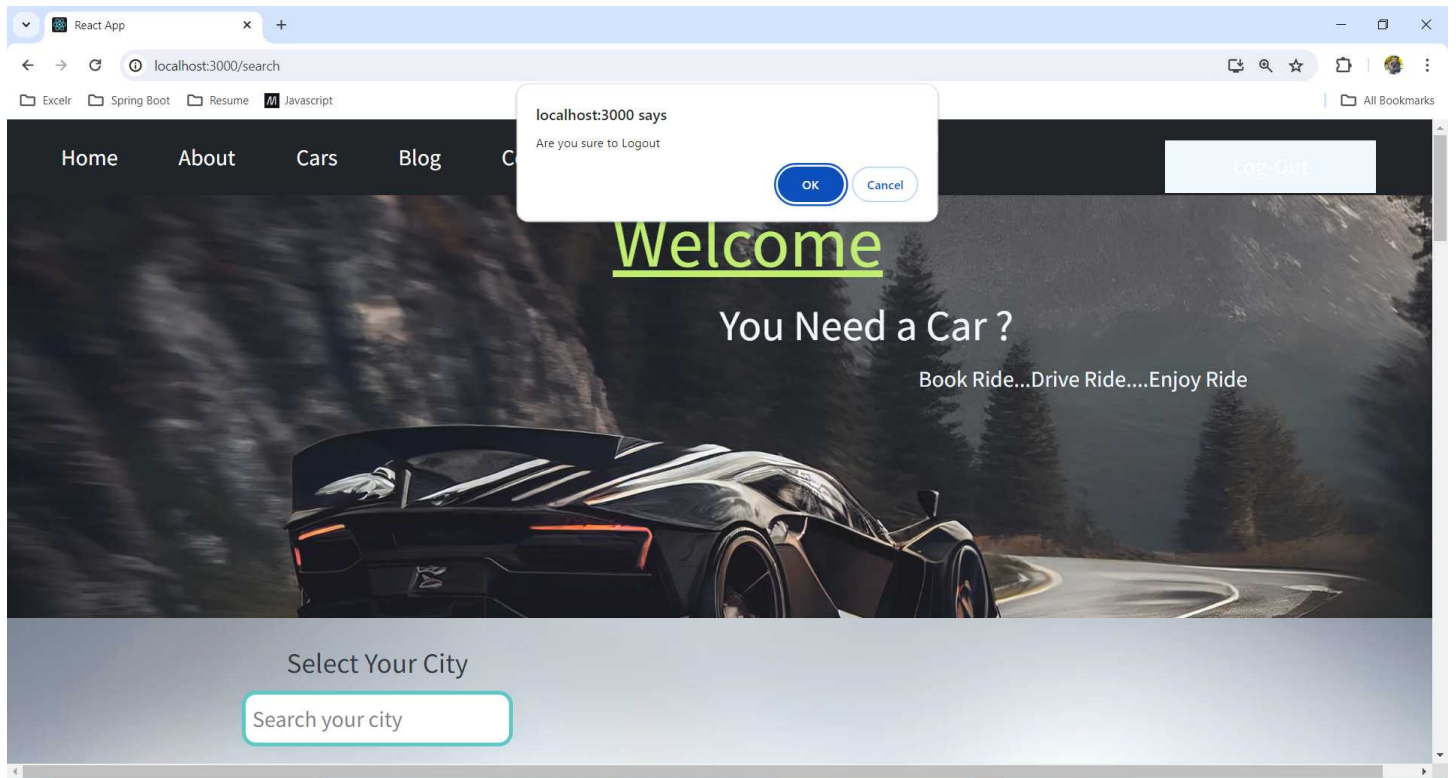 React App
localhost:3000/search
Excelr Spring Boot Resume Javascript All Bookmarks
localhost:3000 says
Are you sure to Logout
OK Cancel
Home About Cars Blog Log-Out
Welcome
You Need a Car ?
Book Ride...Drive Ride....Enjoy Ride
Select Your City
Search your city